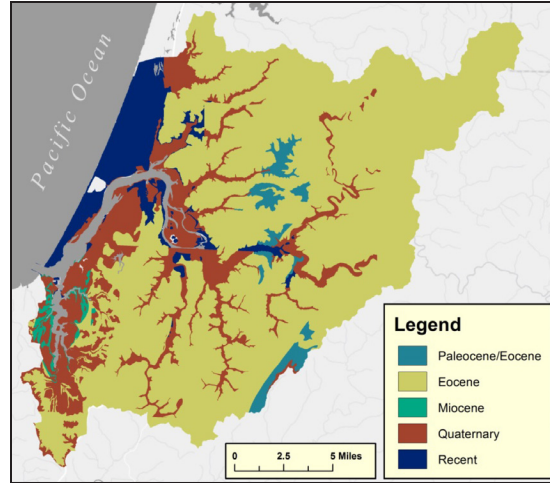 Pacific Ocean
Legend
Paleocene/Eocene
Eocene
Miocene
Quaternary
Recent
0 2.5 5 Miles